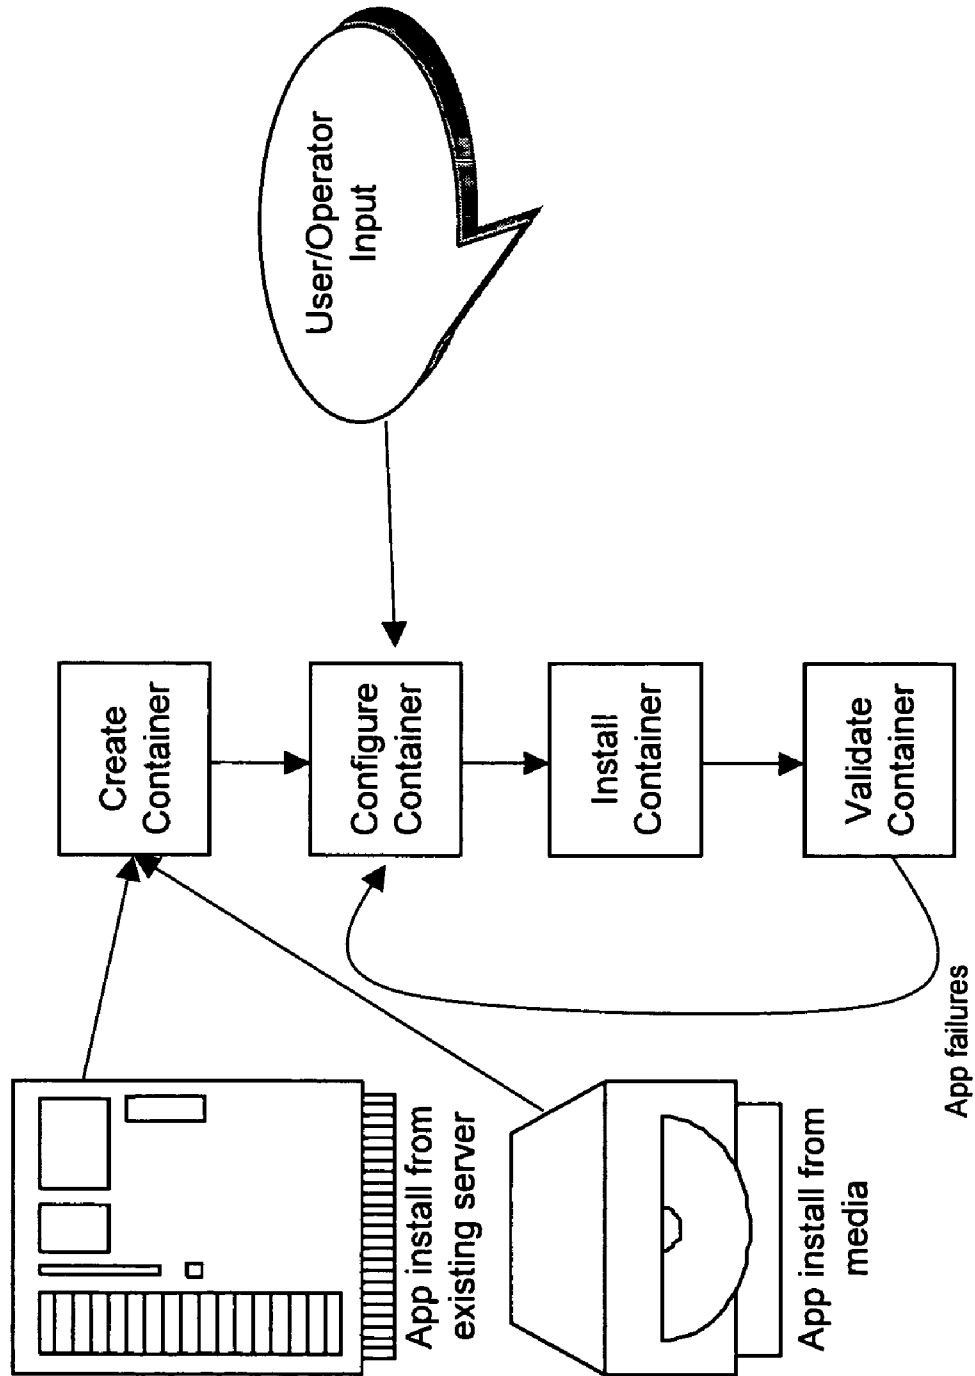 App install from
existing server
App install from
media
App failures
Create
Container
Configure
Container
Install
Container
Validate
Container
User/Operator
Input